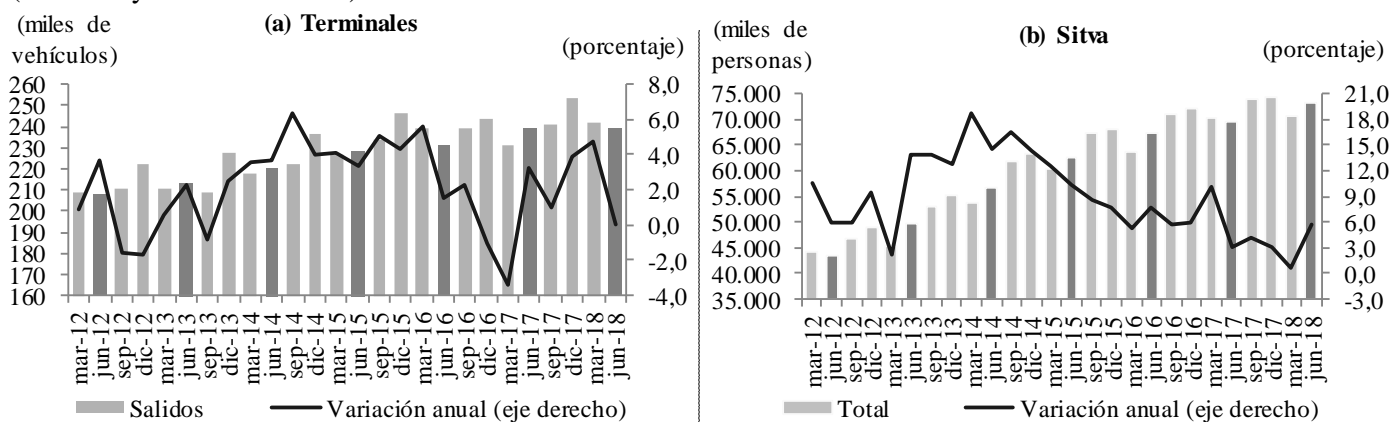 (a) Terminales
(miles de
vehículos)
(porcentaje)
260
250
240
230
220
210
200
190
180
170
160
8,0
6,0
4,0
2,0
0,0
-2,0
-4,0
mar-12
jun-12
sep-12
dic-12
mar-13
jun-13
sep-13
dic-13
mar-14
jun-14
sep-14
dic-14
mar-15
jun-15
sep-15
dic-15
mar-16
jun-16
sep-16
dic-16
mar-17
jun-17
sep-17
dic-17
mar-18
jun-18
Salidos
Variación anual (eje derecho)
(b) Sitva
(miles de
personas)
(porcentaje)
75.000
70.000
65.000
60.000
55.000
50.000
45.000
40.000
35.000
21,0
18,0
15,0
12,0
9,0
6,0
3,0
0,0
-3,0
mar-12
jun-12
sep-12
dic-12
mar-13
jun-13
sep-13
dic-13
mar-14
jun-14
sep-14
dic-14
mar-15
jun-15
sep-15
dic-15
mar-16
jun-16
sep-16
dic-16
mar-17
jun-17
sep-17
dic-17
mar-18
jun-18
Total
Variación anual (eje derecho)